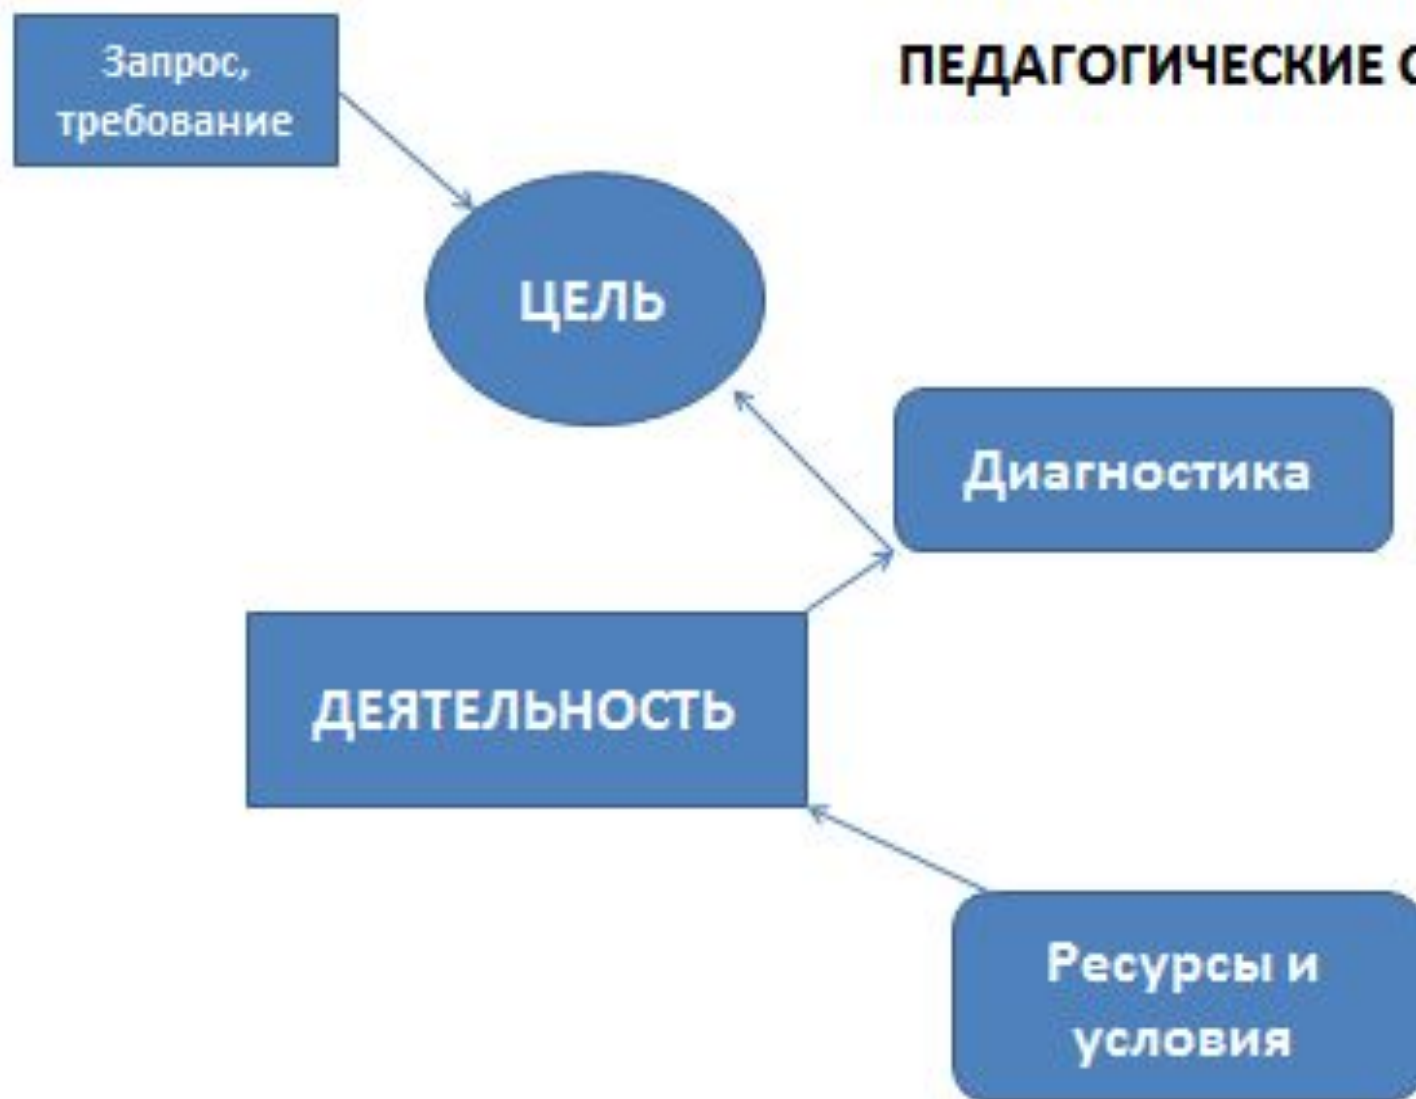 Запрос,
требование
ПЕДАГОГИЧЕСКИЕ
ЦЕЛЬ
Диагностика
ДЕЯТЕЛЬНОСТЬ
Ресурсы и
условия